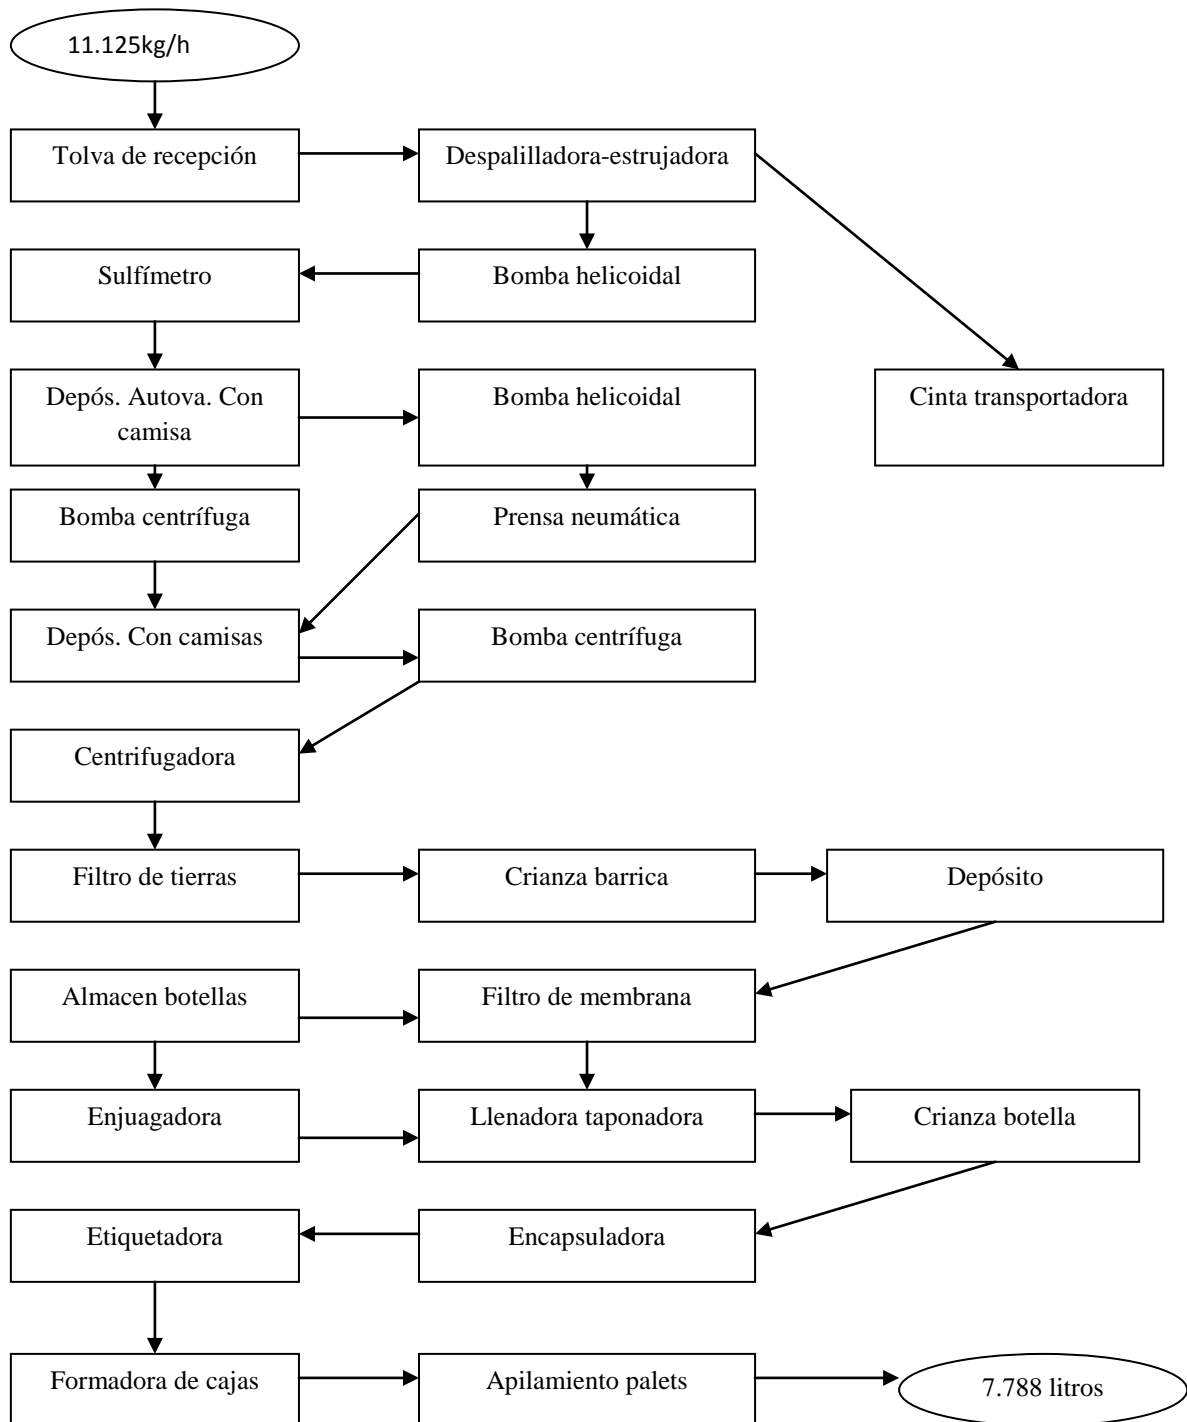 11.125kg/h
Tolva de recepción
Despalilladora-estrujadora
Sulfímetro
Bomba helicoidal
Depós. Autova. Con
camisa
Bomba helicoidal
Cinta transportadora
Bomba centrífuga
Prensa neumática
Depós. Con camisas
Bomba centrífuga
Centrifugadora
Filtro de tierras
Crianza barrica
Depósito
Almacen botellas
Filtro de membrana
Enjuagadora
Llenadora taponadora
Crianza botella
Etiquetadora
Encapsuladora
Formadora de cajas
Apilamiento palets
7.788 litros